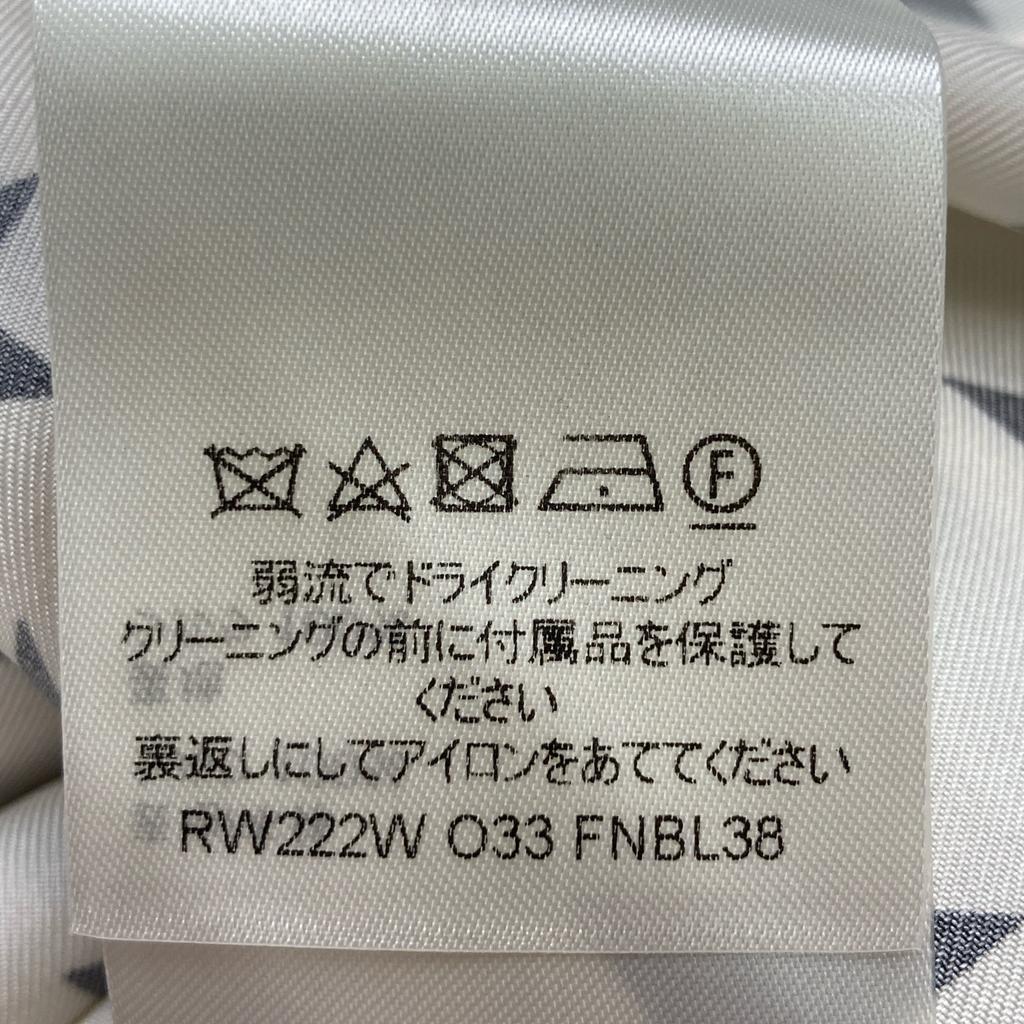 F
弱流でドライクリーニング
クリーニングの前に付属品を保護して
ください
裏返しにしてアイロンをあててください
RW222W O33 FNBL38